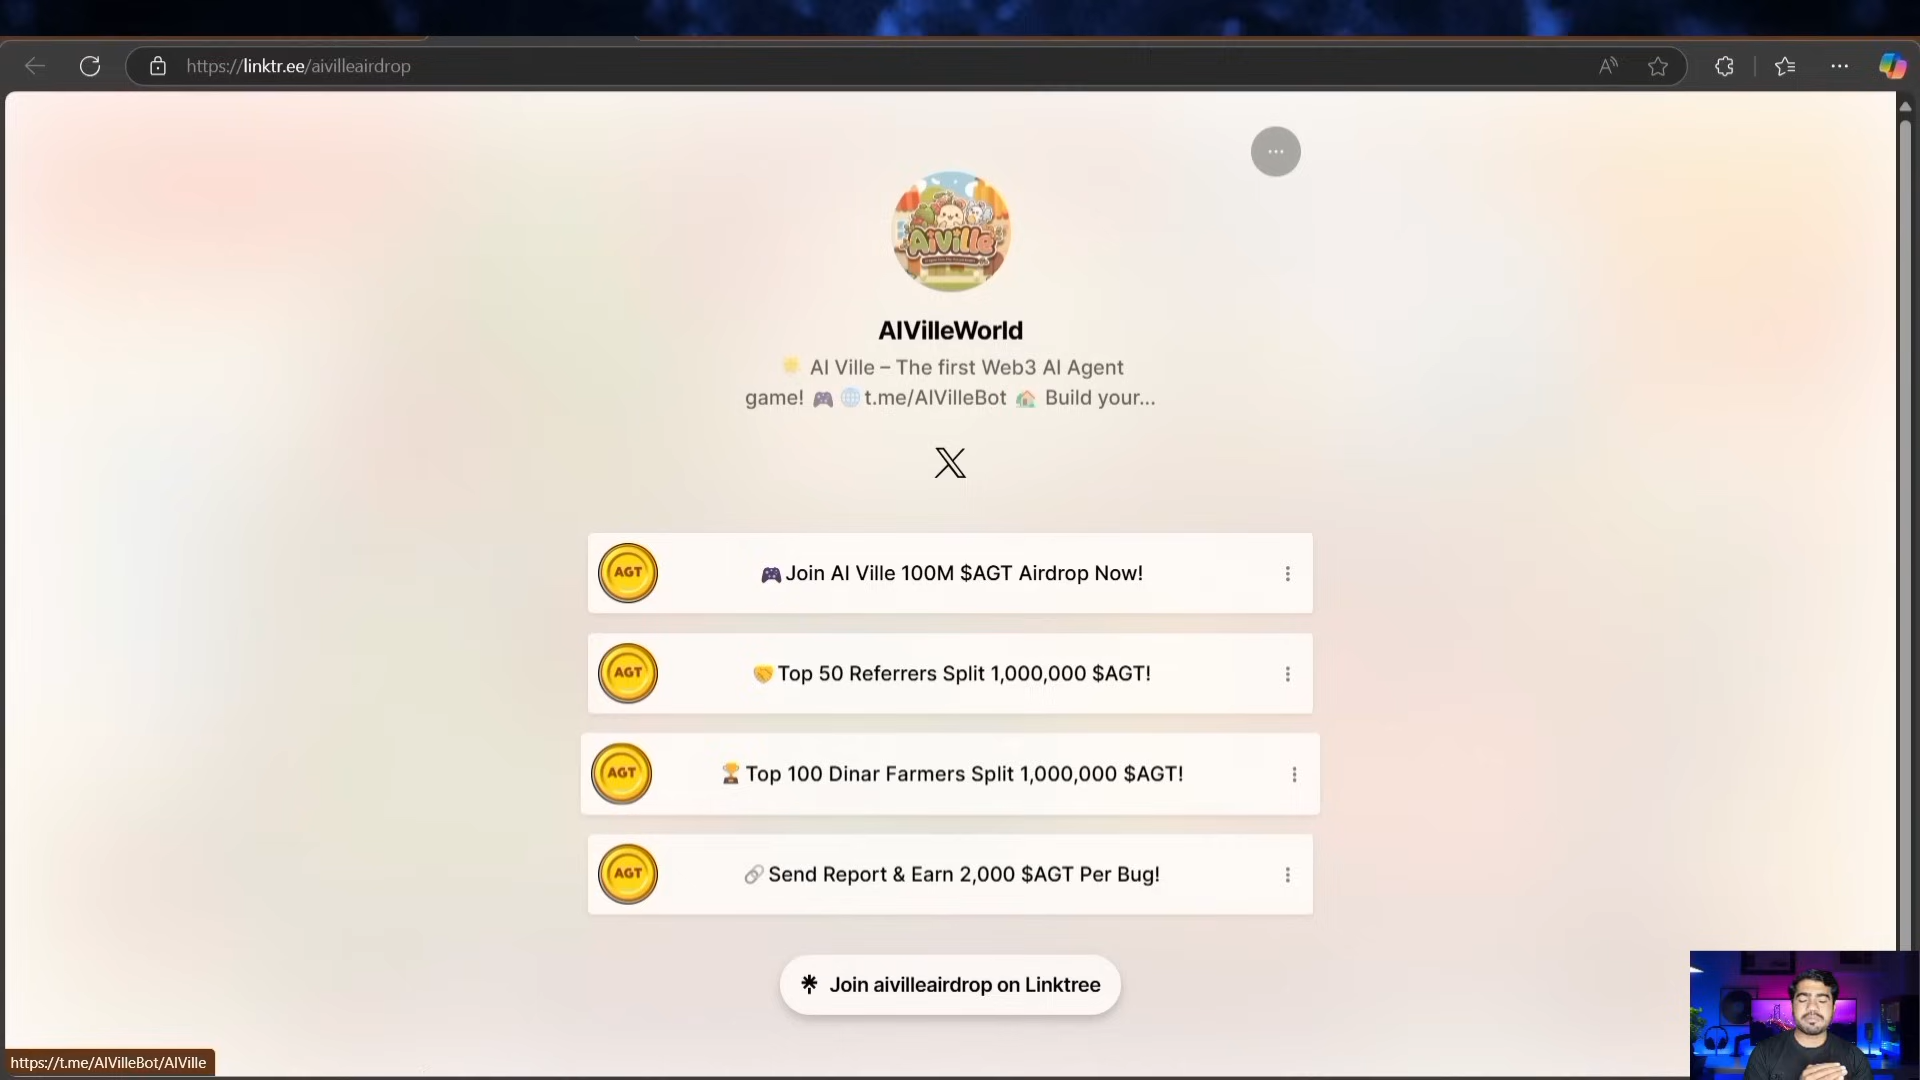 https://linktr.ee/aivilleairdrop
AiVille
AIVilleWorld
AI Ville – The first Web3 AI Agent
game! 🎮 🌐 t.me/AIVilleBot 🏠 Build your...
AGT
🎮Join AI Ville 100M $AGT Airdrop Now!
AGT
🤝Top 50 Referrers Split 1,000,000 $AGT!
AGT
🏆Top 100 Dinar Farmers Split 1,000,000 $AGT!
AGT
🔗Send Report & Earn 2,000 $AGT Per Bug!
Join aivilleairdrop on Linktree
https://t.me/AIVilleBot/AIVille